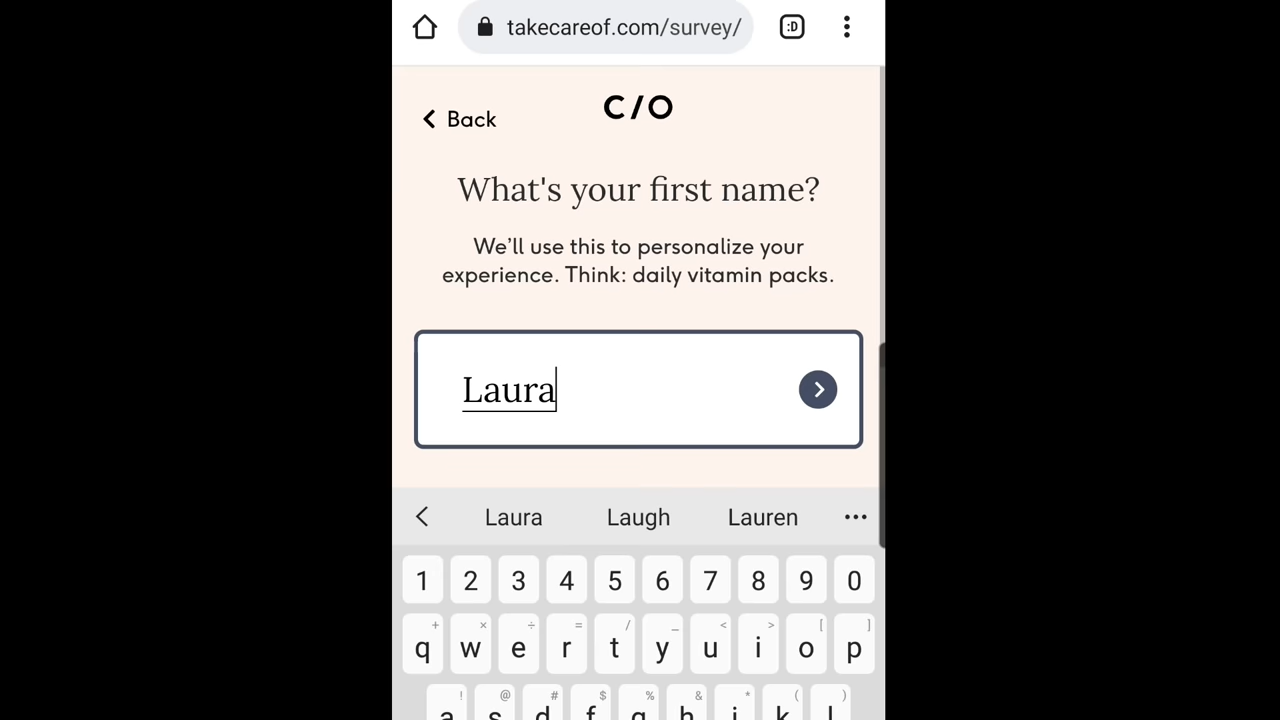 takecareof.com/survey/
:D
C/O
Back
What's your first name?
We'll use this to personalize your
experience. Think: daily vitamin packs.
Laura
Laura Laugh Lauren
1 2 3 4 5 6 7 8 9 0
+ × ÷ = / _ < > [ ]
q w e r t y u i o p
! @ # $ % & * ( )
a s d f g h j k l